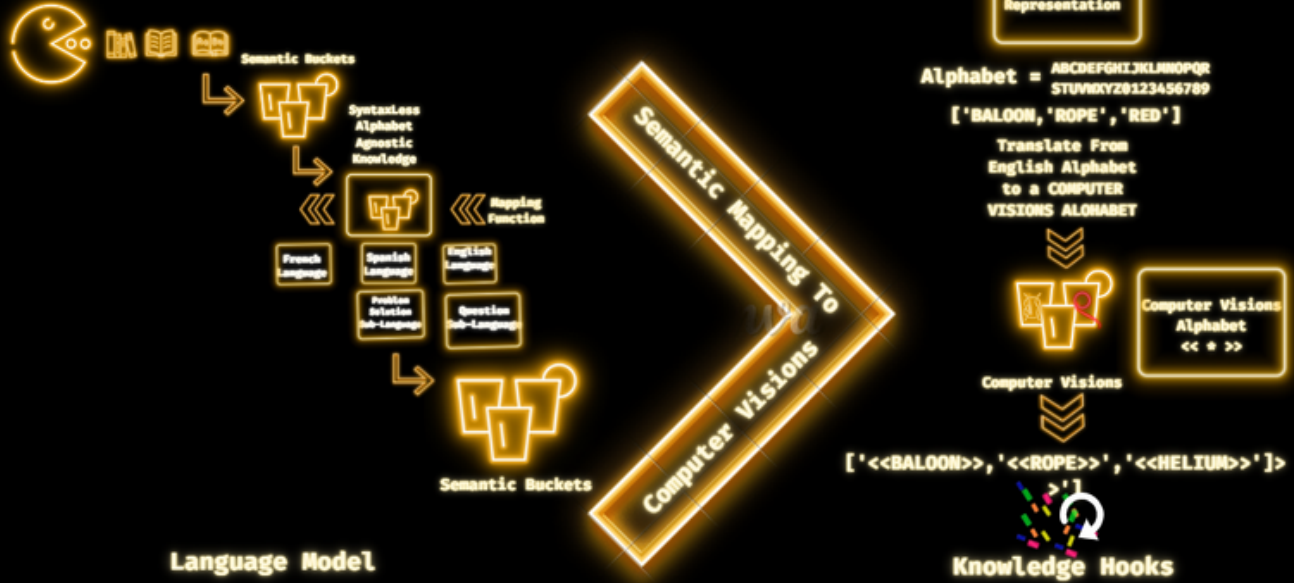 Semantic Buckets
SyntaxLess
Alphabet
Agnostic
Knowledge
Mapping
Function
French
Language
Spanish
Language
English
Language
Problem
Solution
Sub-Language
Question
Sub-Language
Semantic Buckets
Language Model
Semantic Mapping To
Computer Visions
Representation
Alphabet = ABCDEFGHIJKLMNOPQR
STUVWXYZ0123456789
['BALOON,'ROPE','RED']
Translate From
English Alphabet
to a COMPUTER
VISIONS ALOHABET
Computer Visions
Alphabet
<< * >>
Computer Visions
['<<BALOON>>,'<<ROPE>>','<<HELIUM>>']>
>']
Knowledge Hooks